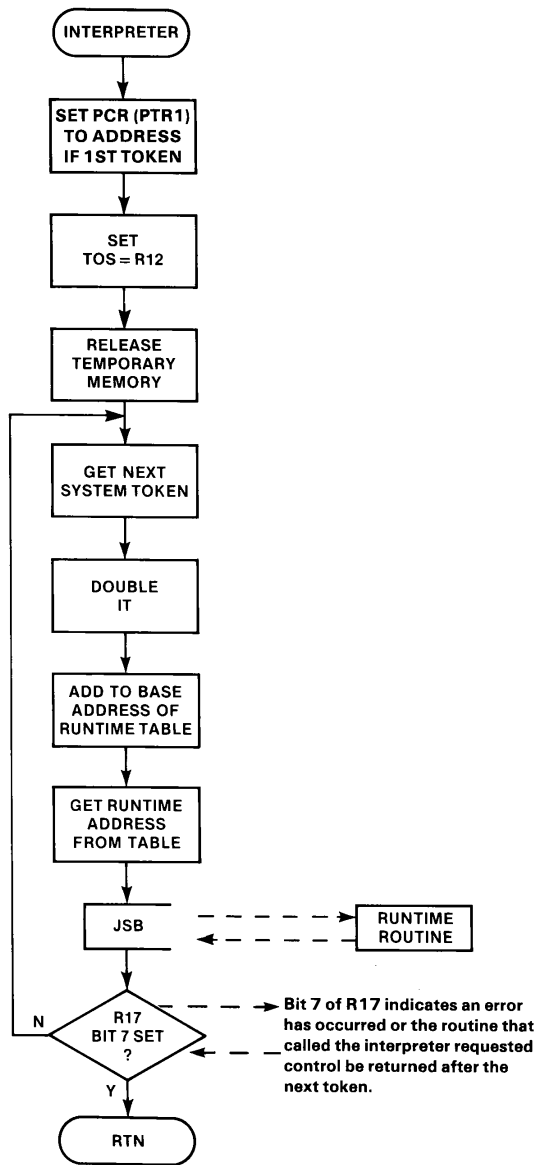 INTERPRETER
SET PCR (PTR1)
TO ADDRESS
IF 1ST TOKEN
SET
TOS = R12
RELEASE
TEMPORARY
MEMORY
GET NEXT
SYSTEM TOKEN
DOUBLE
IT
ADD TO BASE
ADDRESS OF
RUNTIME TABLE
GET RUNTIME
ADDRESS
FROM TABLE
JSB
RUNTIME
ROUTINE
N
R17
BIT 7 SET
?
Bit 7 of R17 indicates an error
has occurred or the routine that
called the interpreter requested
control be returned after the
next token.
Y
RTN